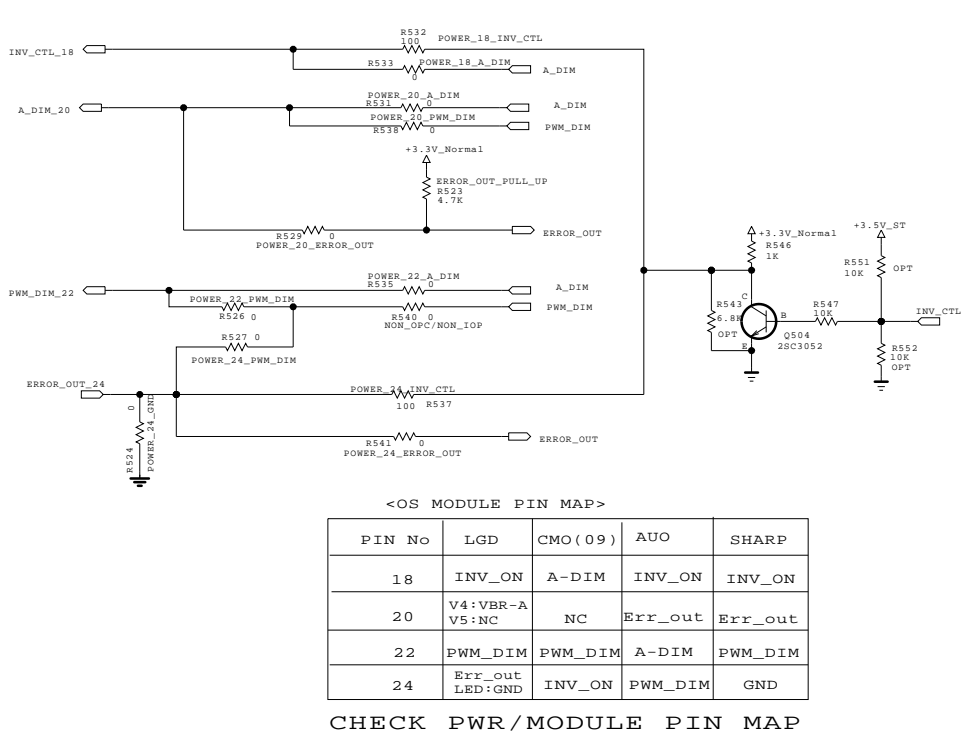 R532
100 POWER_18_INV_CTL
INV_CTL_18
R533 POWER_18_A_DIM
0 A_DIM
POWER_20_A_DIM
A_DIM_20 R531 0 A_DIM
POWER_20_PWM_DIM
R538 0 PWM_DIM
+3.3V_Normal
ERROR_OUT_PULL_UP
R523
4.7K
R529 0 ERROR_OUT
POWER_20_ERROR_OUT
+3.3V_Normal
R546
1K
+3.5V_ST
R551
10K
OPT
POWER_22_A_DIM
PWM_DIM_22 R535 0 A_DIM
POWER_22_PWM_DIM
R526 0
R540 0 PWM_DIM
NON_OPC/NON_IOP
R527 0
POWER_24_PWM_DIM
C
R543
6.8K
OPT
B
E
Q504
2SC3052
R547
10K
INV_CTL
R552
10K
OPT
ERROR_OUT_24
POWER_24_INV_CTL
100 R537
0
R524
POWER_24_GND
R541 0 ERROR_OUT
POWER_24_ERROR_OUT
<OS MODULE PIN MAP>
PIN No LGD CMO(09) AUO SHARP
18 INV_ON A-DIM INV_ON INV_ON
20 V4:VBR-A
V5:NC NC Err_out Err_out
22 PWM_DIM PWM_DIM A-DIM PWM_DIM
24 Err_out
LED:GND INV_ON PWM_DIM GND
CHECK PWR/MODULE PIN MAP